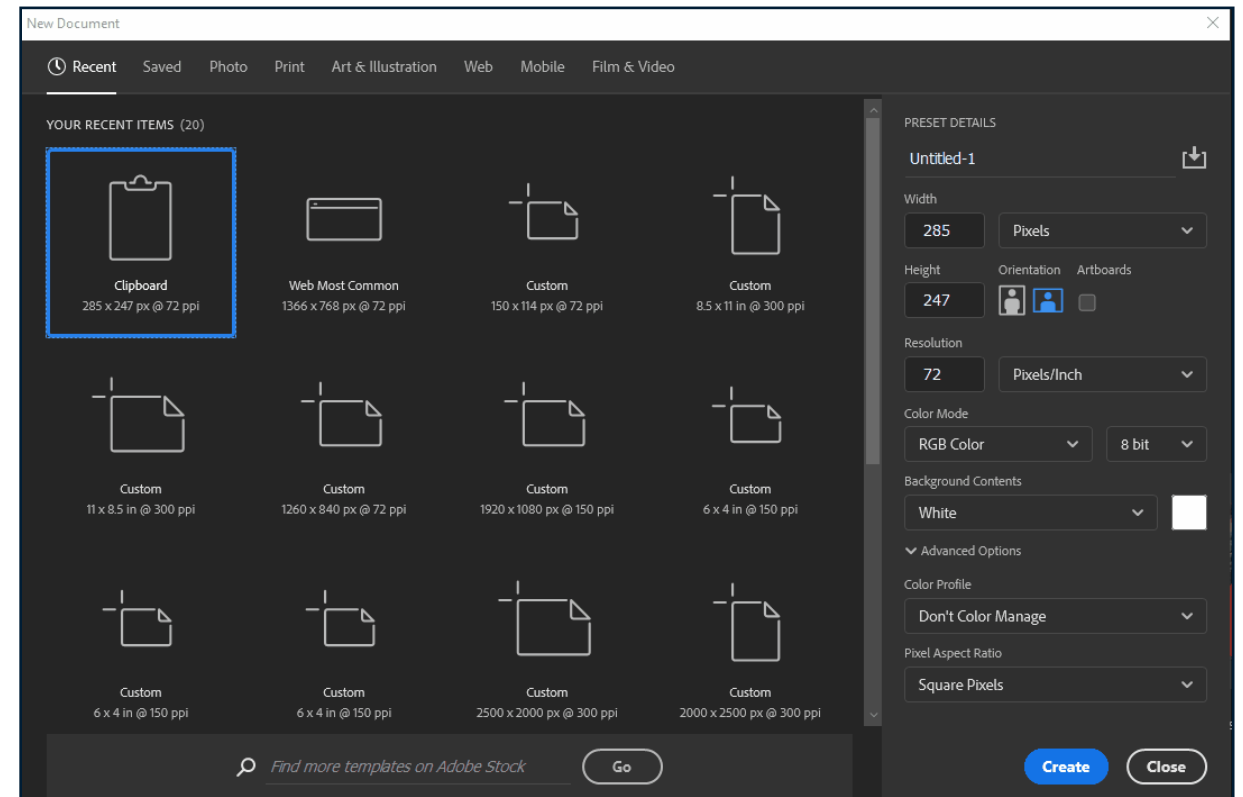 New Document
Recent Saved Photo Print Art & Illustration Web Mobile Film & Video
YOUR RECENT ITEMS (20)
Clipboard
285 x 247 px @ 72 ppi
Web Most Common
1366 x 768 px @ 72 ppi
Custom
150 x 114 px @ 72 ppi
Custom
8.5 x 11 in @ 300 ppi
Custom
11 x 8.5 in @ 300 ppi
Custom
1260 x 840 px @ 72 ppi
Custom
1920 x 1080 px @ 150 ppi
Custom
6 x 4 in @ 150 ppi
Custom
6 x 4 in @ 150 ppi
Custom
6 x 4 in @ 150 ppi
Custom
2500 x 2000 px @ 300 ppi
Custom
2000 x 2500 px @ 300 ppi
Find more templates on Adobe Stock Go
PRESET DETAILS
Untitled-1
Width
285 Pixels
Height Orientation Artboards
247
Resolution
72 Pixels/Inch
Color Mode
RGB Color 8 bit
Background Contents
White
Advanced Options
Color Profile
Don't Color Manage
Pixel Aspect Ratio
Square Pixels
Create Close